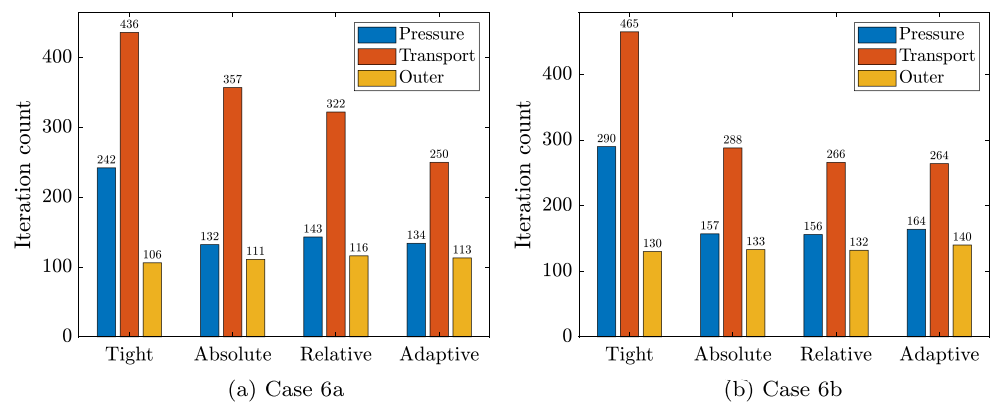 Iteration count
0
100
200
300
400
242
436
106
132
357
111
143
322
116
134
250
113
Pressure
Transport
Outer
Tight
Absolute
Relative
Adaptive
(a) Case 6a
Iteration count
0
100
200
300
400
290
465
130
157
288
133
156
266
132
164
264
140
Pressure
Transport
Outer
Tight
Absolute
Relative
Adaptive
(b) Case 6b